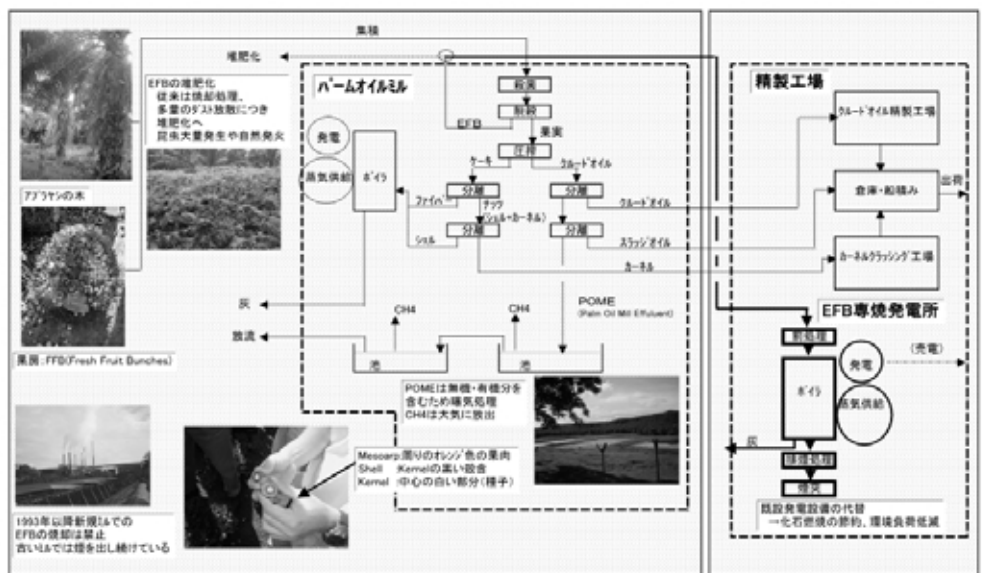 集積
堆肥化
EFBの堆肥化
従来は焼却処理、
多量のダスト放散につき
堆肥化へ
昆虫大量発生や自然発火
アブラヤシの木
果房:FFB(Fresh Fruit Bunches)
1993年以降新規ミルでの
EFBの焼却は禁止
古いミルでは煙を出し続けている
パームオイルミル
発電
蒸気供給
ボイラ
殺菌
脱穀
EFB
果実
圧搾
ケーキ
クルードオイル
分離
分離
ファイバー
ナッツ
(シェル・カーネル)
クルードオイル
分離
分離
シェル
スラッジオイル
カーネル
灰
放流
CH4
CH4
POME
(Palm Oil Mill Effuluent)
池
池
POMEは無機・有機分を
含むため曝気処理
CH4は大気に放出
Mesoarp:周りのオレンジ色の果肉
Shell :Kernelの黒い殻含
Kernel :中心の白い部分(種子)
精製工場
クルードオイル精製工場
倉庫・船積み
出荷
カーネルクラッシング工場
EFB専焼発電所
前処理
(売電)
ボイラ
発電
蒸気供給
灰
排煙処理
煙突
既設発電設備の代替
→化石燃焼の節約、環境負荷低減